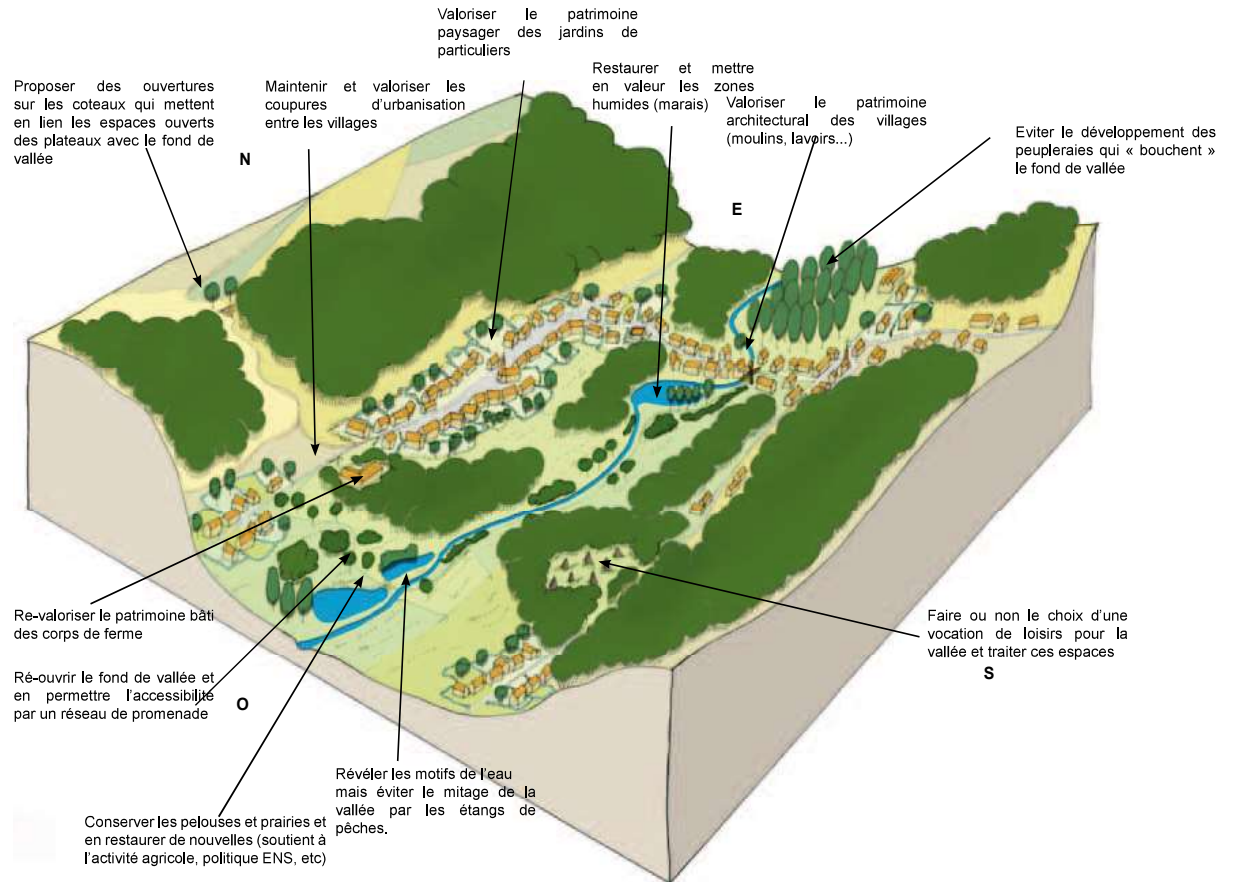 Valoriser le patrimoine
paysager des jardins de
particuliers
Proposer des ouvertures
sur les coteaux qui mettent
en lien les espaces ouverts
des plateaux avec le fond de
vallée
Maintenir et valoriser les
coupures d'urbanisation
entre les villages
Restaurer et mettre
en valeur les zones
humides (marais)
Valoriser le patrimoine
architectural des villages
(moulins, lavoirs...)
Eviter le développement des
peupleraies qui « bouchent »
le fond de vallée
N
E
Re-valoriser le patrimoine bâti
des corps de ferme
Ré-ouvrir le fond de vallée et
en permettre l'accessibilité
par un réseau de promenade
O
Faire ou non le choix d'une
vocation de loisirs pour la
vallée et traiter ces espaces
S
Révéler les motifs de l'eau
mais éviter le mitage de la
vallée par les étangs de
pêches.
Conserver les pelouses et prairies et
en restaurer de nouvelles (soutient à
l'activité agricole, politique ENS, etc)